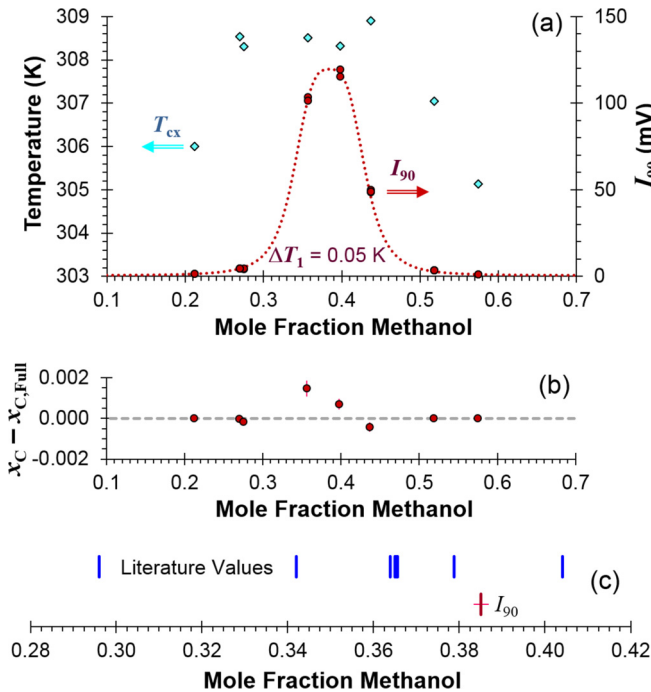 309 150 (a)
308
307 100
306 Tcx
305 I90 50
304
303 ΔT1 = 0.05 K 0
Temperature (K)
I90 (mV)
0.1 0.2 0.3 0.4 0.5 0.6 0.7
Mole Fraction Methanol
xC – xC,Full
0.002 (b)
0.000
-0.002
0.1 0.2 0.3 0.4 0.5 0.6 0.7
Mole Fraction Methanol
Literature Values (c)
I90
0.28 0.30 0.32 0.34 0.36 0.38 0.40 0.42
Mole Fraction Methanol